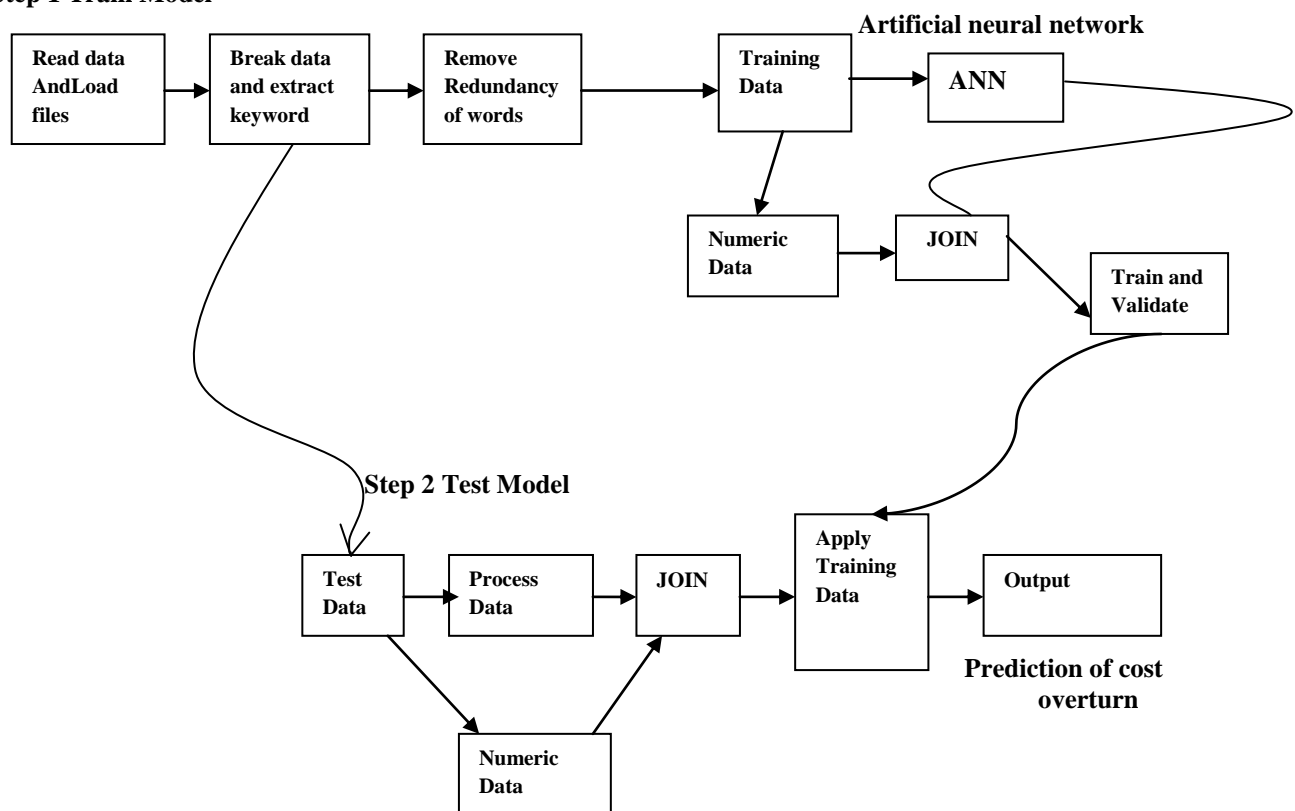 Step 1 Train Model
Artificial neural network
Read data
AndLoad
files
Break data
and extract
keyword
Remove
Redundancy
of words
Training
Data
ANN
Numeric
Data
JOIN
Train and
Validate
Step 2 Test Model
Test
Data
Process
Data
JOIN
Apply
Training
Data
Output
Prediction of cost
overturn
Numeric
Data